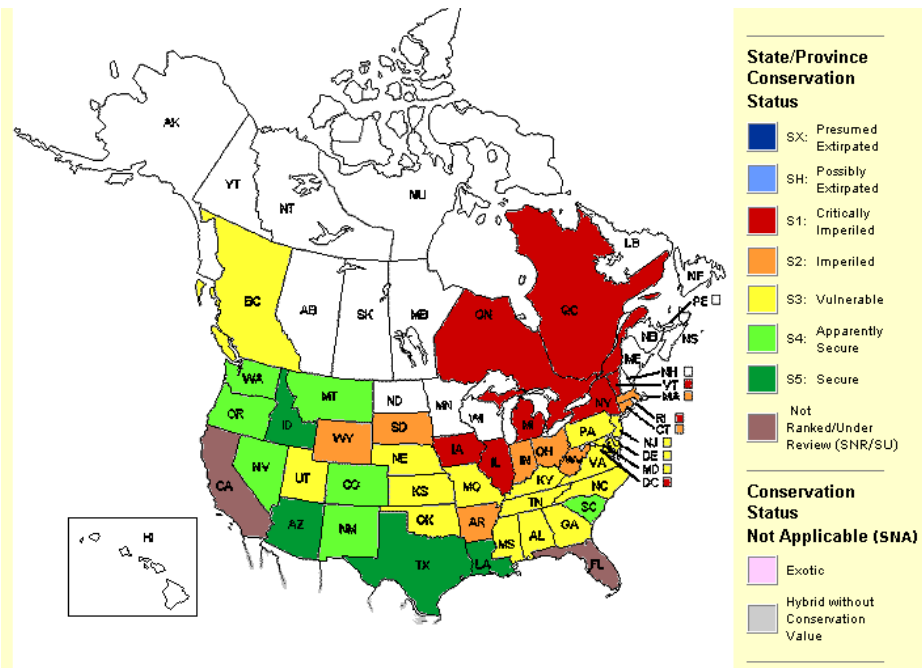 AK
YT
NT
NU
BC
AB
SK
MB
ON
QC
LB
NF
PE
NB
NS
ME
NH
VT
MA
RI
CT
NJ
DE
MD
DC
WA
OR
ID
MT
ND
MN
WI
MI
NY
PA
WY
SD
IA
IL
IN
OH
WV
VA
NV
UT
CO
NE
KS
MO
KY
NC
TN
CA
AZ
NM
OK
AR
SC
TX
LA
MS
AL
GA
FL
HI
State/Province
Conservation
Status
SX: Presumed
Extirpated
SH: Possibly
Extirpated
S1: Critically
Imperiled
S2: Imperiled
S3: Vulnerable
S4: Apparently
Secure
S5: Secure
Not
Ranked/Under
Review (SNR/SU)
Conservation
Status
Not Applicable (SNA)
Exotic
Hybrid without
Conservation
Value